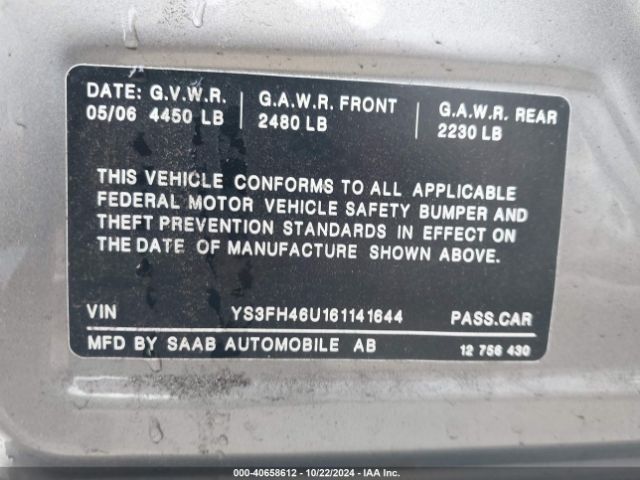 DATE: G.V.W.R. G.A.W.R. FRONT G.A.W.R. REAR
05/06 4450 LB 2480 LB 2230 LB
THIS VEHICLE CONFORMS TO ALL APPLICABLE
FEDERAL MOTOR VEHICLE SAFETY BUMPER AND
THEFT PREVENTION STANDARDS IN EFFECT ON
THE DATE OF MANUFACTURE SHOWN ABOVE.
VIN YS3FH46U161141644 PASS.CAR
MFD BY SAAB AUTOMOBILE AB 12 756 430
000-40658612 - 10/22/2024 - IAA Inc.